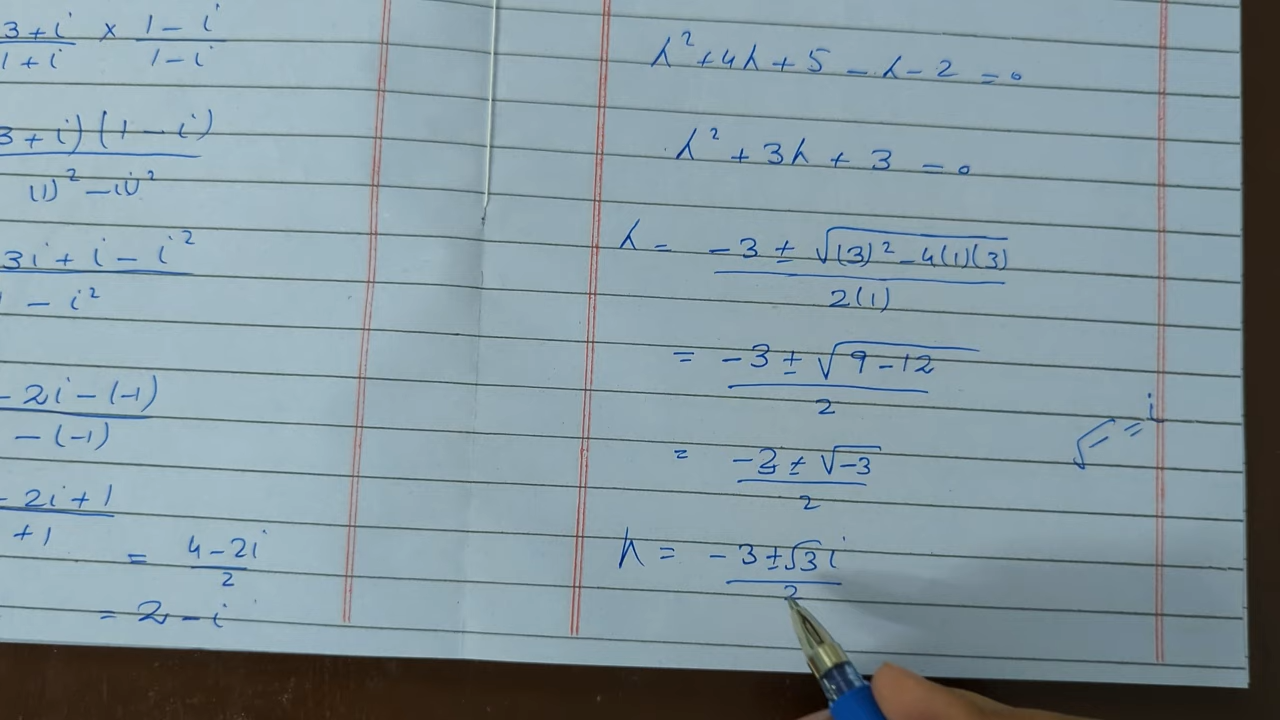 3+i/1+i × 1-i/1-i
3+i)(1-i)/(1)²-(i)²
3i+i-i²/1-i²
-2i-(-1)/-(-1)
-2i+1/+1 = 4-2i/2
= 2-i
λ²+4λ+5-λ-2=0
λ²+3λ+3=0
λ= -3±√(3)²-4(1)(3)/2(1)
= -3±√9-12/2
= -3±√-3/2
√-- i
λ= -3±√3i/2